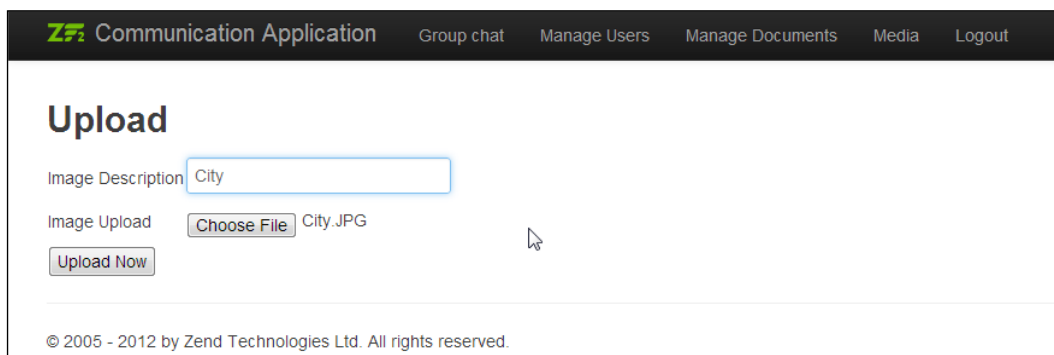 ZF2 Communication Application Group chat Manage Users Manage Documents Media Logout
Upload
Image Description City
Image Upload Choose File City.JPG
Upload Now
© 2005 - 2012 by Zend Technologies Ltd. All rights reserved.